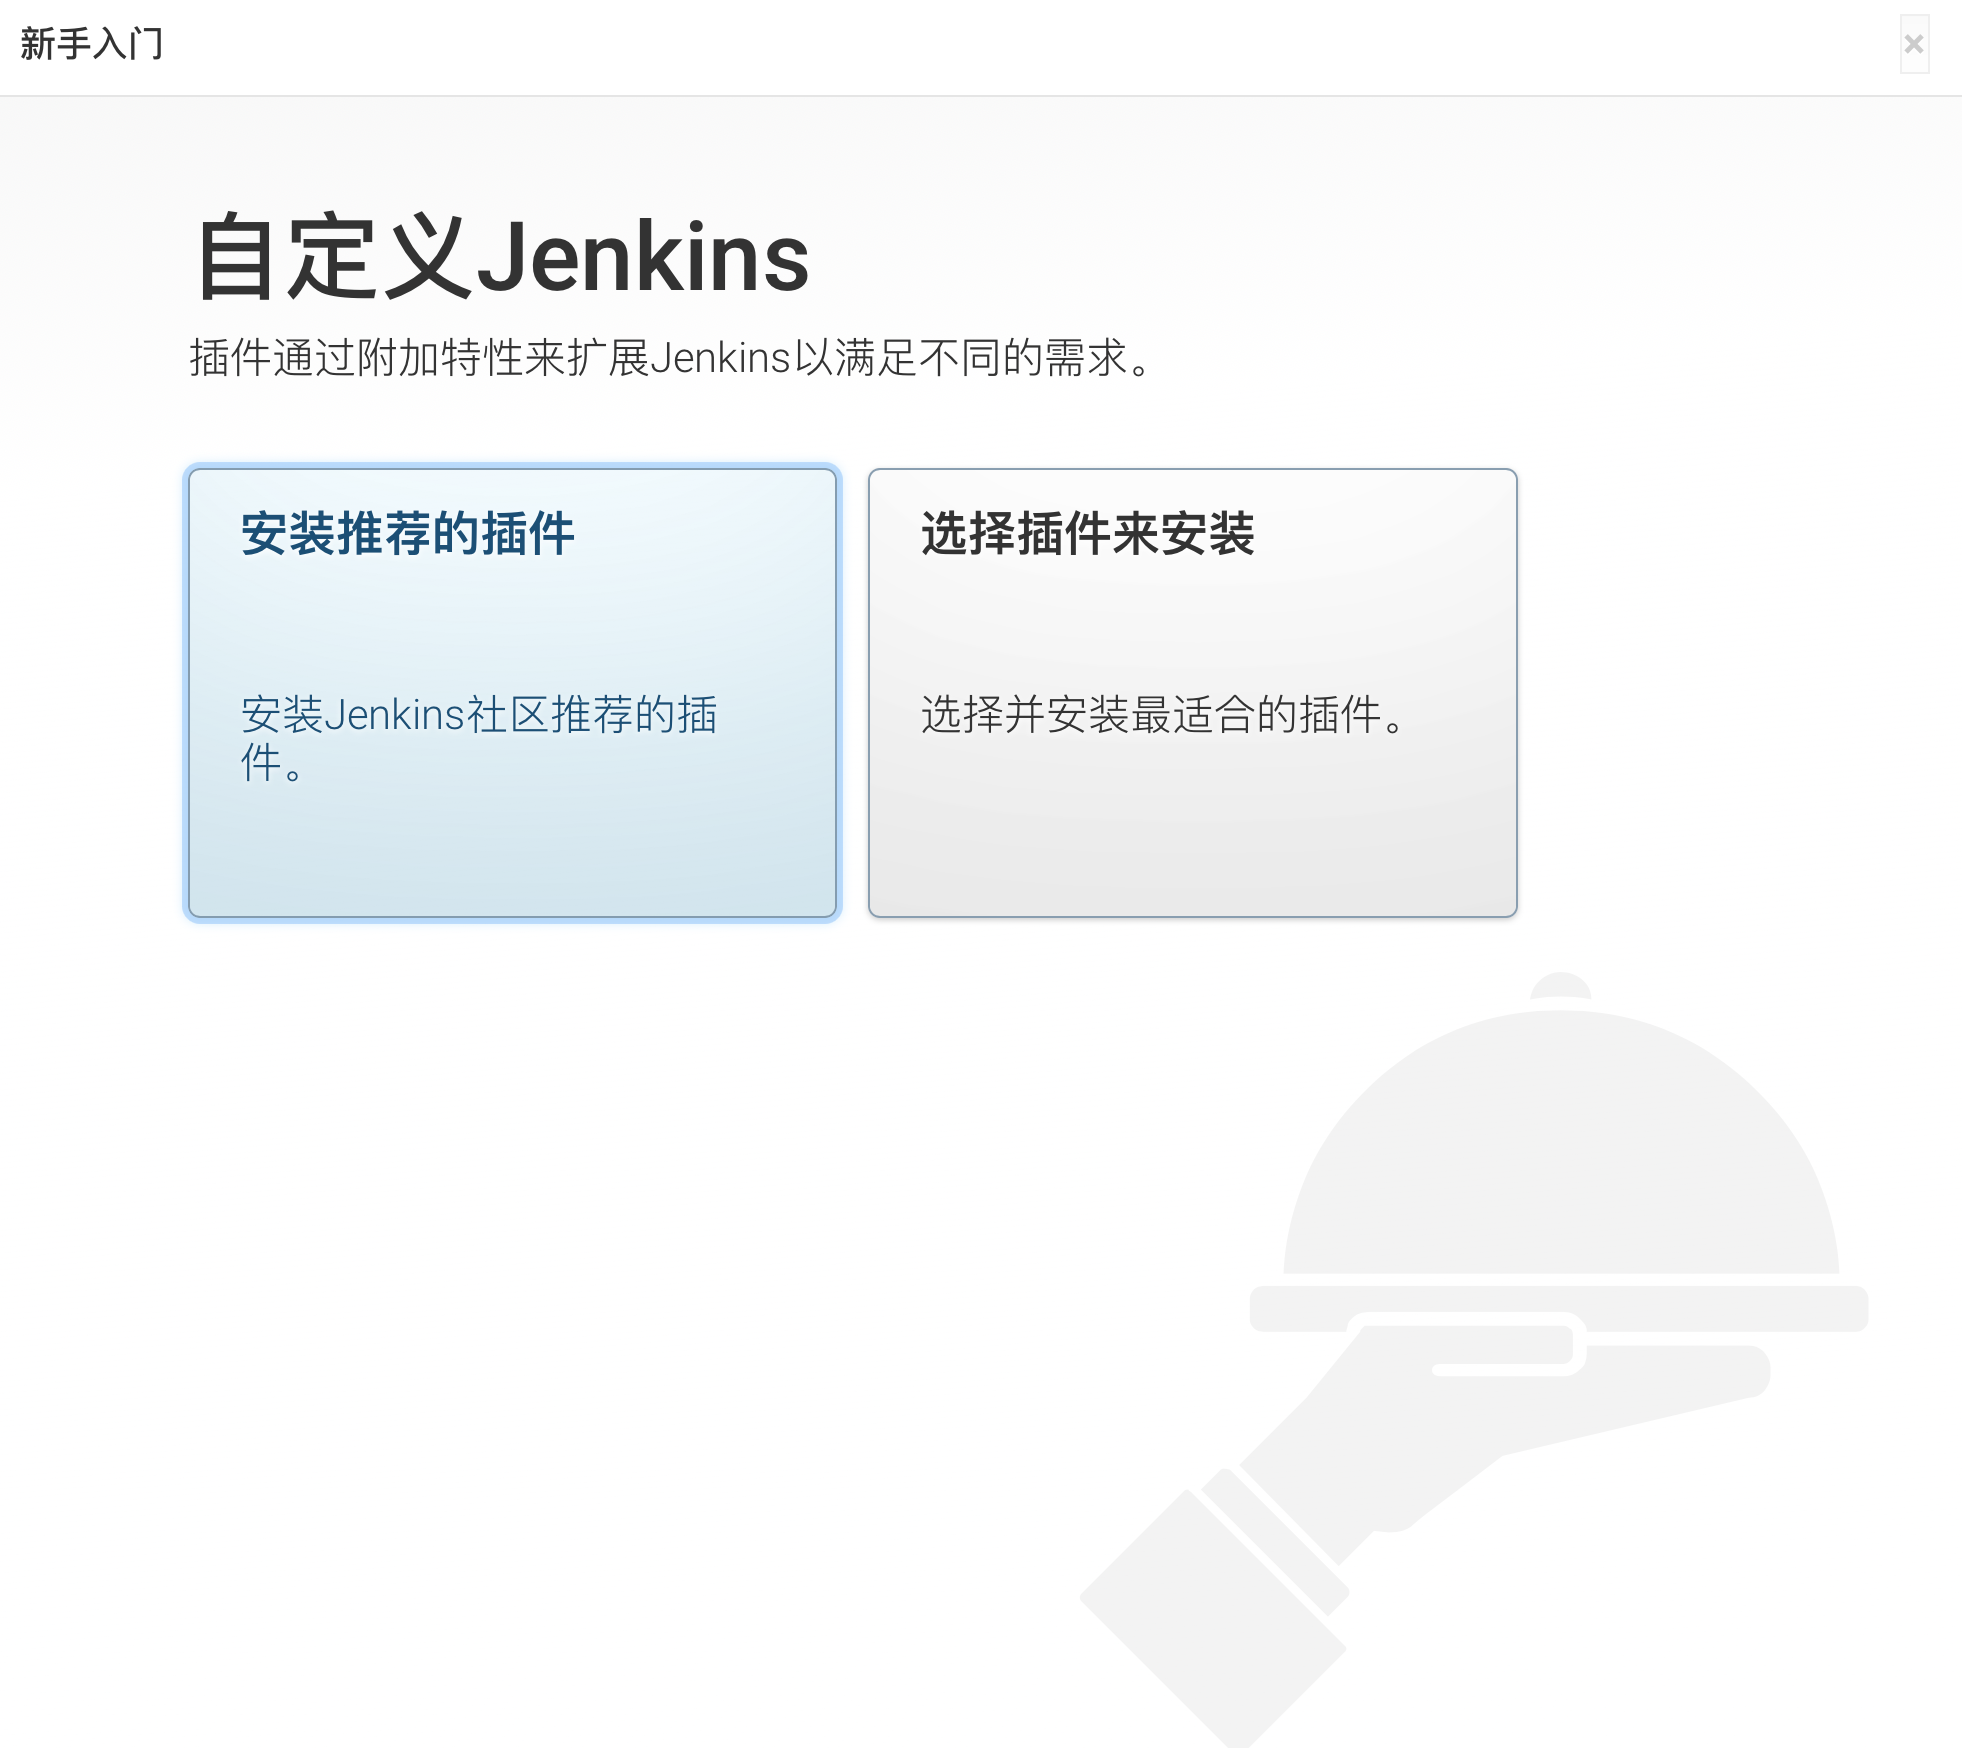 新手入门
自定义Jenkins
插件通过附加特性来扩展Jenkins以满足不同的需求。
安装推荐的插件
安装Jenkins社区推荐的插
件。
选择插件来安装
选择并安装最适合的插件。